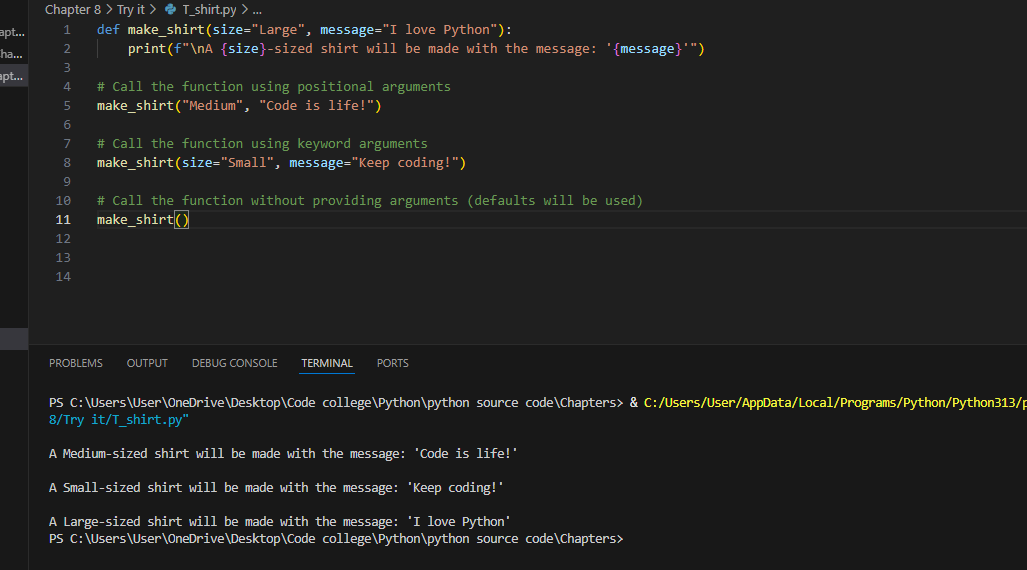 Chapter 8 > Try it > T_shirt.py > ...
apt...
ha...
apt...
1 def make_shirt(size="Large", message="I love Python"):
2     print(f"\nA {size}-sized shirt will be made with the message: '{message}'")
3
4 # Call the function using positional arguments
5 make_shirt("Medium", "Code is life!")
6
7 # Call the function using keyword arguments
8 make_shirt(size="Small", message="Keep coding!")
9
10 # Call the function without providing arguments (defaults will be used)
11 make_shirt()
12
13
14
PROBLEMS OUTPUT DEBUG CONSOLE TERMINAL PORTS
PS C:\Users\User\OneDrive\Desktop\Code college\Python\python source code\Chapters> & C:/Users/User/AppData/Local/Programs/Python/Python313/p
8/Try it/T_shirt.py"
A Medium-sized shirt will be made with the message: 'Code is life!'
A Small-sized shirt will be made with the message: 'Keep coding!'
A Large-sized shirt will be made with the message: 'I love Python'
PS C:\Users\User\OneDrive\Desktop\Code college\Python\python source code\Chapters>